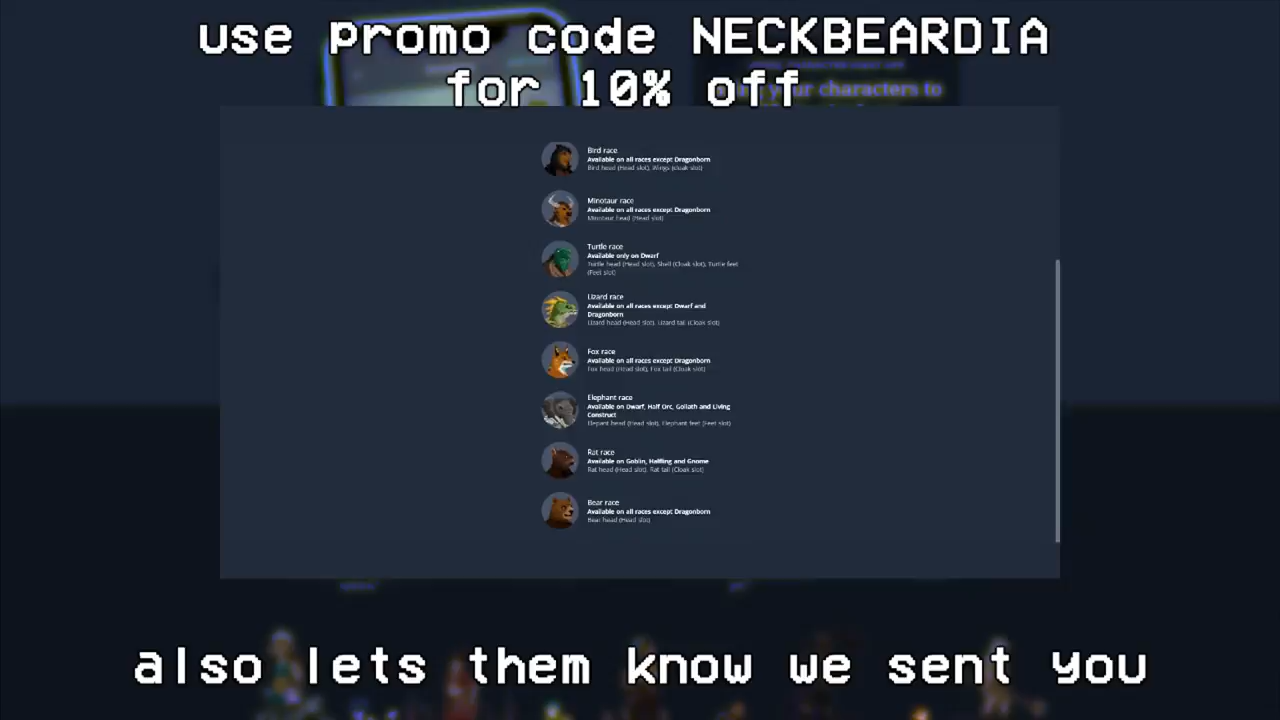 use promo code NECKBEARDIA
for 10% off
your characters to
Bird race
Available on all races except Dragonborn
Bird head (Head slot), Wings (cloak slot)
Minotaur race
Available on all races except Dragonborn
Minotaur head (Head slot)
Turtle race
Available only on Dwarf
Turtle head (Head slot), Shell (Cloak slot), Turtle feet
(Feet slot)
Lizard race
Available on all races except Dwarf and
Dragonborn
Lizard head (Head slot), Lizard tail (Cloak slot)
Fox race
Available on all races except Dragonborn
Fox head (Head slot), Fox tail (Cloak slot)
Elephant race
Available on Dwarf, Half Orc, Goliath and Living
Construct
Elepant head (Head slot), Elephant feet (Feet slot)
Rat race
Available on Goblin, Halfling and Gnome
Rat head (Head slot), Rat tail (Cloak slot)
Bear race
Available on all races except Dragonborn
Bear head (Head slot)
also lets them know we sent you